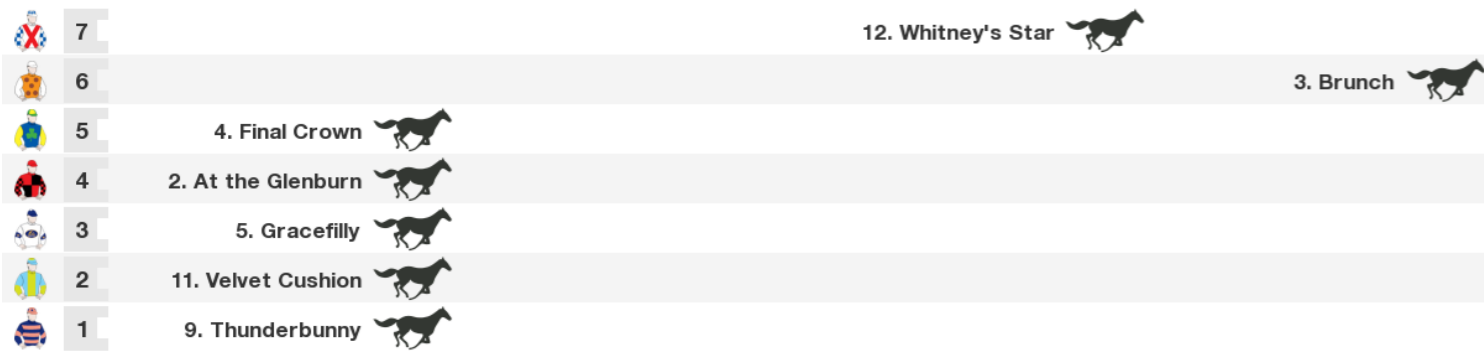 7 12. Whitney's Star
6 3. Brunch
5 4. Final Crown
4 2. At the Glenburn
3 5. Gracefilly
2 11. Velvet Cushion
1 9. Thunderbunny